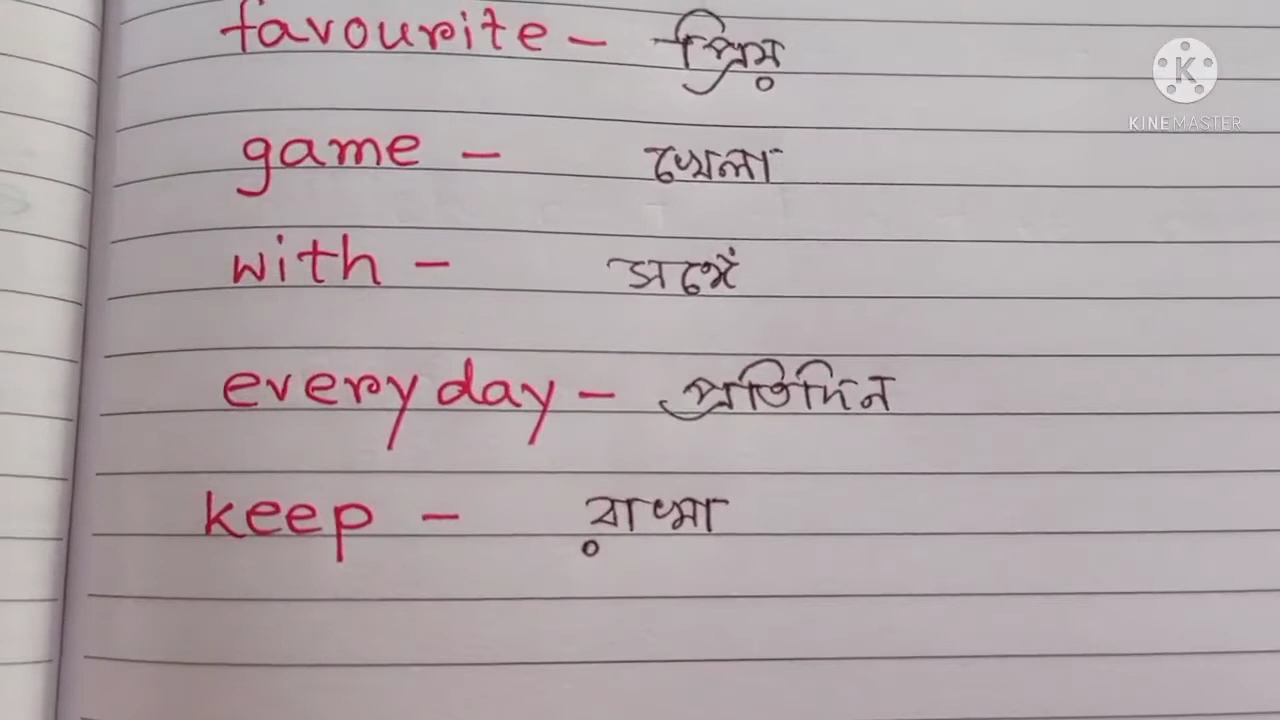 favourite - প্রিয়
K
KINEMASTER
game - খেলা
with - সঙ্গে
everyday - প্রতিদিন
keep - রাখা